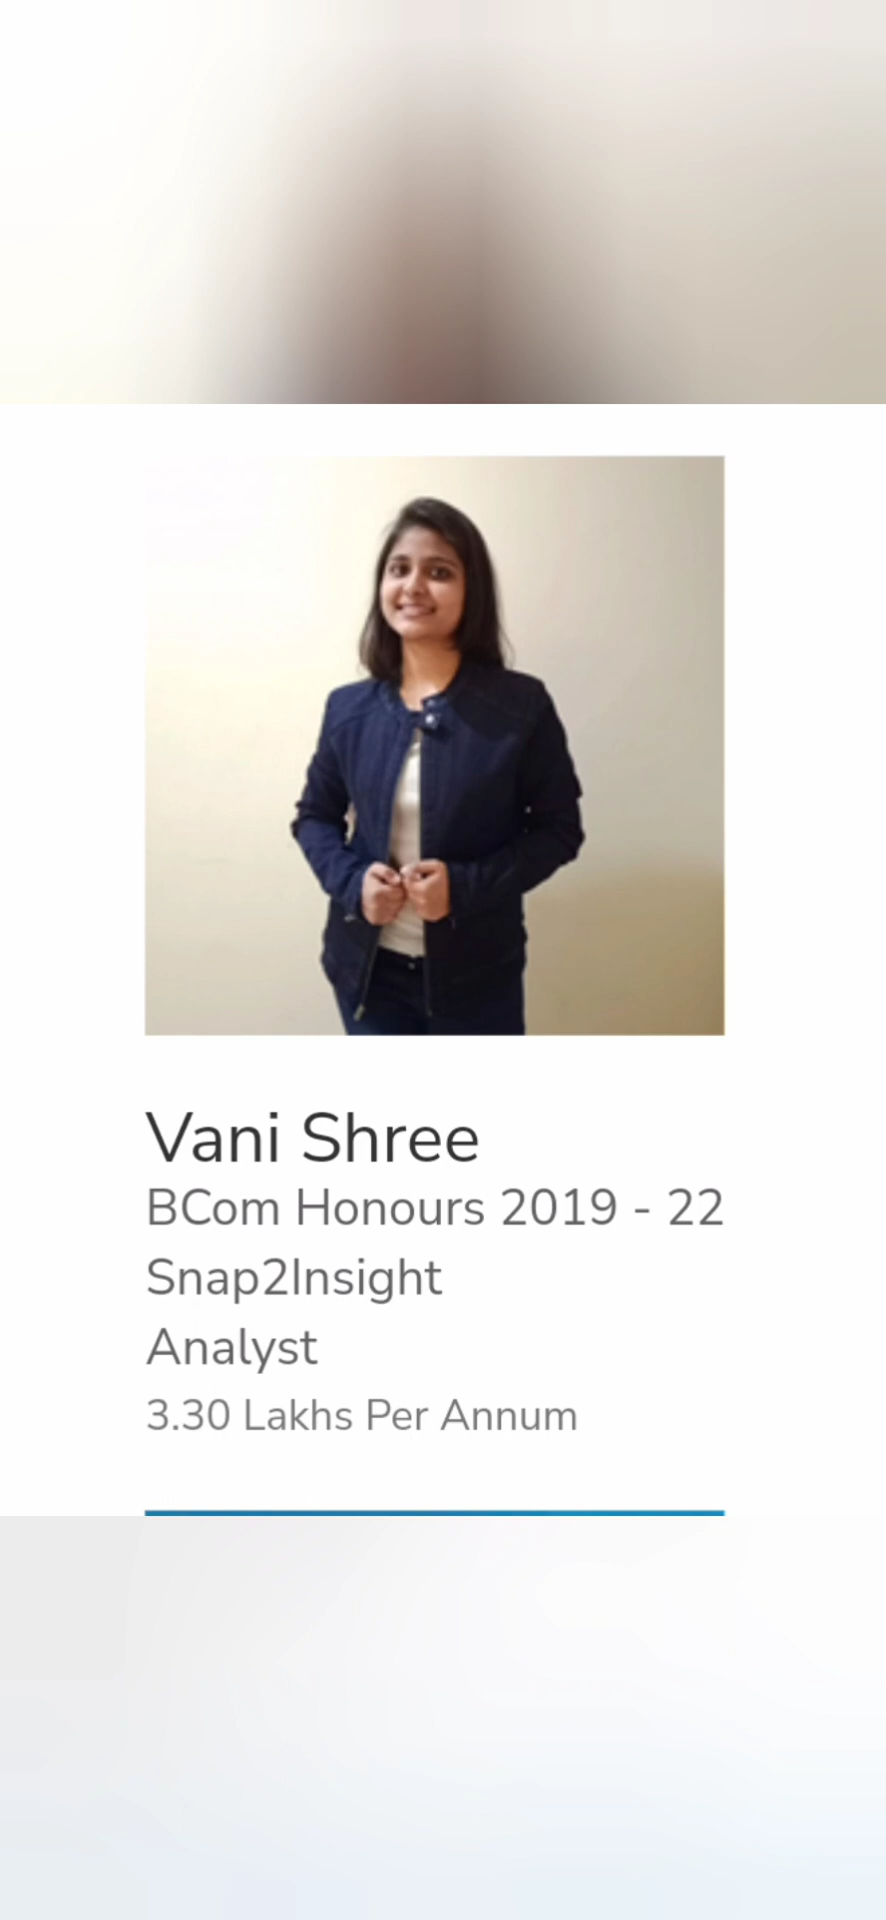 Vani Shree
BCom Honours 2019 - 22
Snap2Insight
Analyst
3.30 Lakhs Per Annum